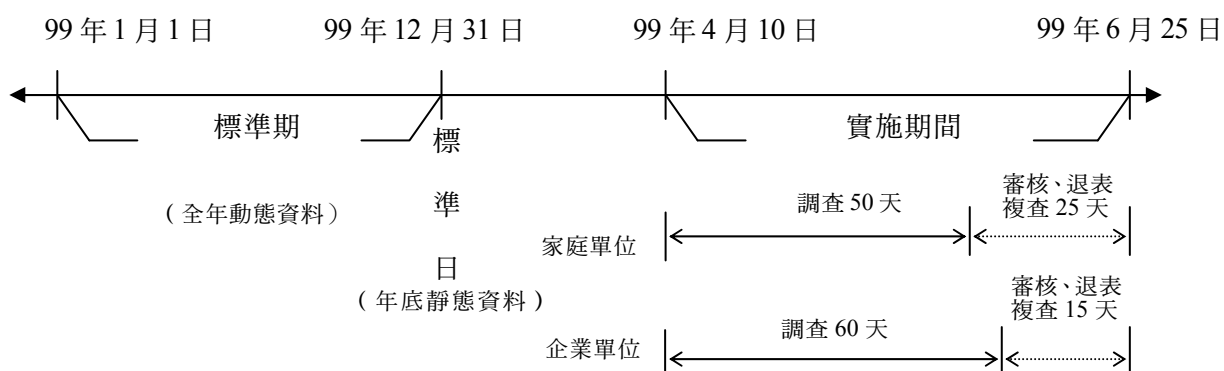 99 年 1 月 1 日
99 年 12 月 31 日
99 年 4 月 10 日
99 年 6 月 25 日
標準期
標
準
日
實施期間
（全年動態資料）
（年底靜態資料）
家庭單位
調查 50 天
審核、退表
複查 25 天
企業單位
調查 60 天
審核、退表
複查 15 天